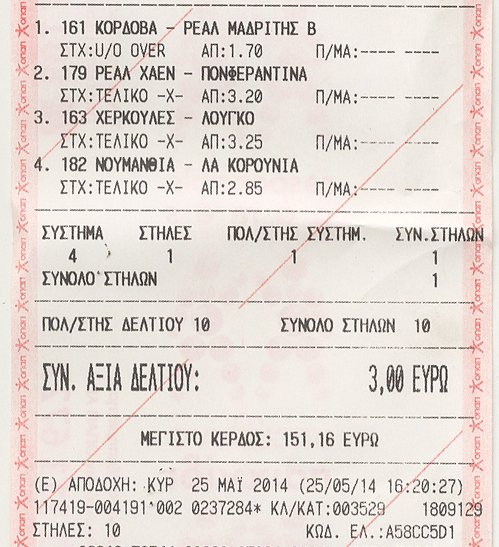 1. 161 ΚΟΡΔΟΒΑ - ΡΕΑΛ ΜΑΔΡΙΤΗΣ Β
ΣΤΧ:U/O OVER ΑΠ:1.70 Π/ΜΑ:---- ----
2. 179 ΡΕΑΛ ΧΑΕΝ - ΠΟΝΦΕΡΑΝΤΙΝΑ
ΣΤΧ:ΤΕΛΙΚΟ -Χ- ΑΠ:3.20 Π/ΜΑ:---- ----
3. 163 ΧΕΡΚΟΥΛΕΣ - ΛΟΥΓΚΟ
ΣΤΧ:ΤΕΛΙΚΟ -Χ- ΑΠ:3.25 Π/ΜΑ:---- ----
4. 182 ΝΟΥΜΑΝΘΙΑ - ΛΑ ΚΟΡΟΥΝΙΑ
ΣΤΧ:ΤΕΛΙΚΟ -Χ- ΑΠ:2.85 Π/ΜΑ:---- ----
ΣΥΣΤΗΜΑ ΣΤΗΛΕΣ ΠΟΛ/ΣΤΗΣ ΣΥΣΤΗΜ. ΣΥΝ.ΣΤΗΛΩΝ
4 1 1 1
ΣΥΝΟΛΟ ΣΤΗΛΩΝ 1
ΠΟΛ/ΣΤΗΣ ΔΕΛΤΙΟΥ 10 ΣΥΝΟΛΟ ΣΤΗΛΩΝ 10
ΣΥΝ. ΑΞΙΑ ΔΕΛΤΙΟΥ: 3,00 ΕΥΡΩ
ΜΕΓΙΣΤΟ ΚΕΡΔΟΣ: 151,16 ΕΥΡΩ
(Ε) ΑΠΟΔΟΧΗ: ΚΥΡ 25 ΜΑΪ 2014 (25/05/14 16:20:27)
117419-004191*002 0237284* ΚΛ/ΚΑΤ:003529 1809129
ΣΤΗΛΕΣ: 10 ΚΩΔ. ΕΛ.:A58CC5D1